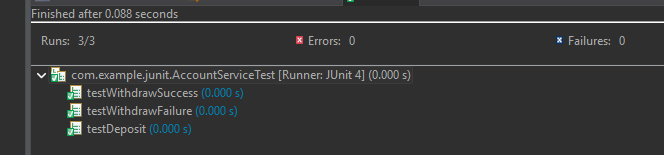 Finished after 0.088 seconds
Runs: 3/3 Errors: 0 Failures: 0
com.example.junit.AccountServiceTest [Runner: JUnit 4] (0.000 s)
testWithdrawSuccess (0.000 s)
testWithdrawFailure (0.000 s)
testDeposit (0.000 s)